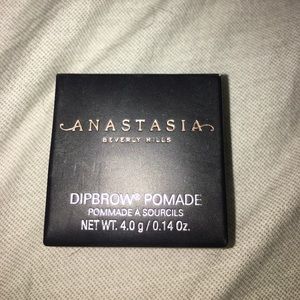 ANASTASIA
BEVERLY HILLS
DIPBROW® POMADE
POMMADE À SOURCILS
NET WT. 4.0 g / 0.14 Oz.